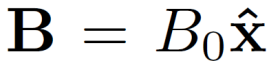 𝐁 = B₀𝐱̂